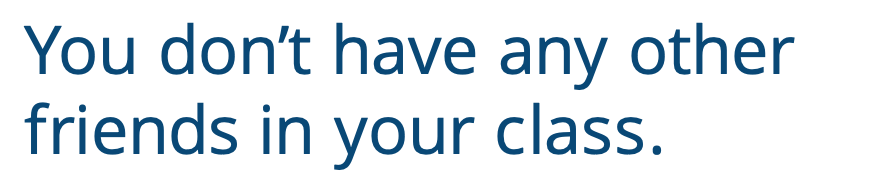 You don’t have any other
friends in your class.